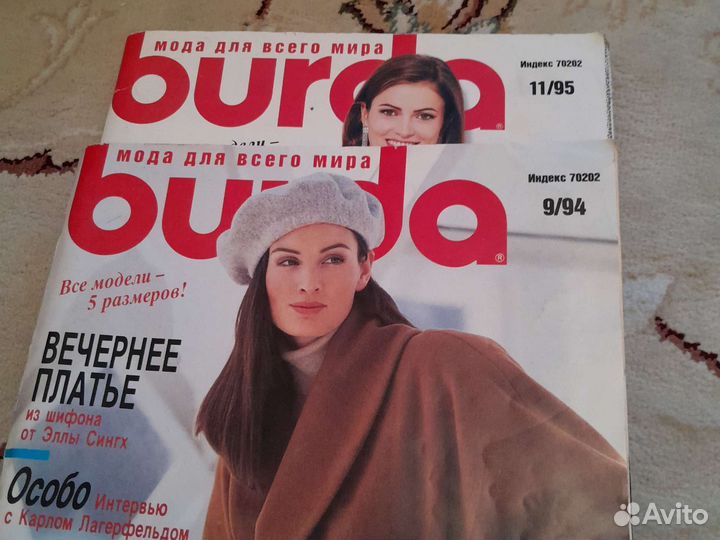 мода для всего мира
burda
Индекс 70202
11/95
мода для всего мира
burda
Индекс 70202
9/94
Все модели –
5 размеров!
ВЕЧЕРНЕЕ
ПЛАТЬЕ
из шифона
от Эллы Сингх
Особо Интервью
с Карлом Лагерфельдом
Avito